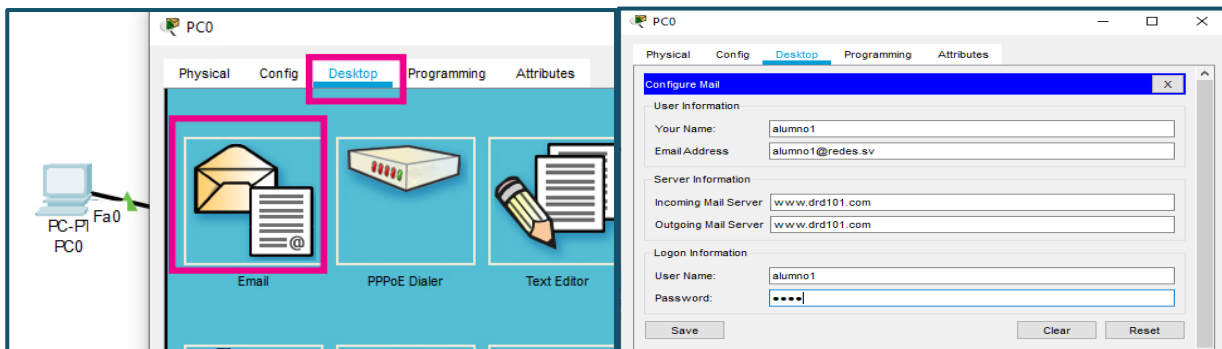 PC0
Physical Config Desktop Programming Attributes
Fa0
PC-PT
PC0
@
Email PPPoE Dialer Text Editor
PC0
Physical Config Desktop Programming Attributes
Configure Mail X
User Information
Your Name: alumno1
Email Address alumno1@redes.sv
Server Information
Incoming Mail Server www.drd101.com
Outgoing Mail Server www.drd101.com
Logon Information
User Name: alumno1
Password: ••••
Save Clear Reset